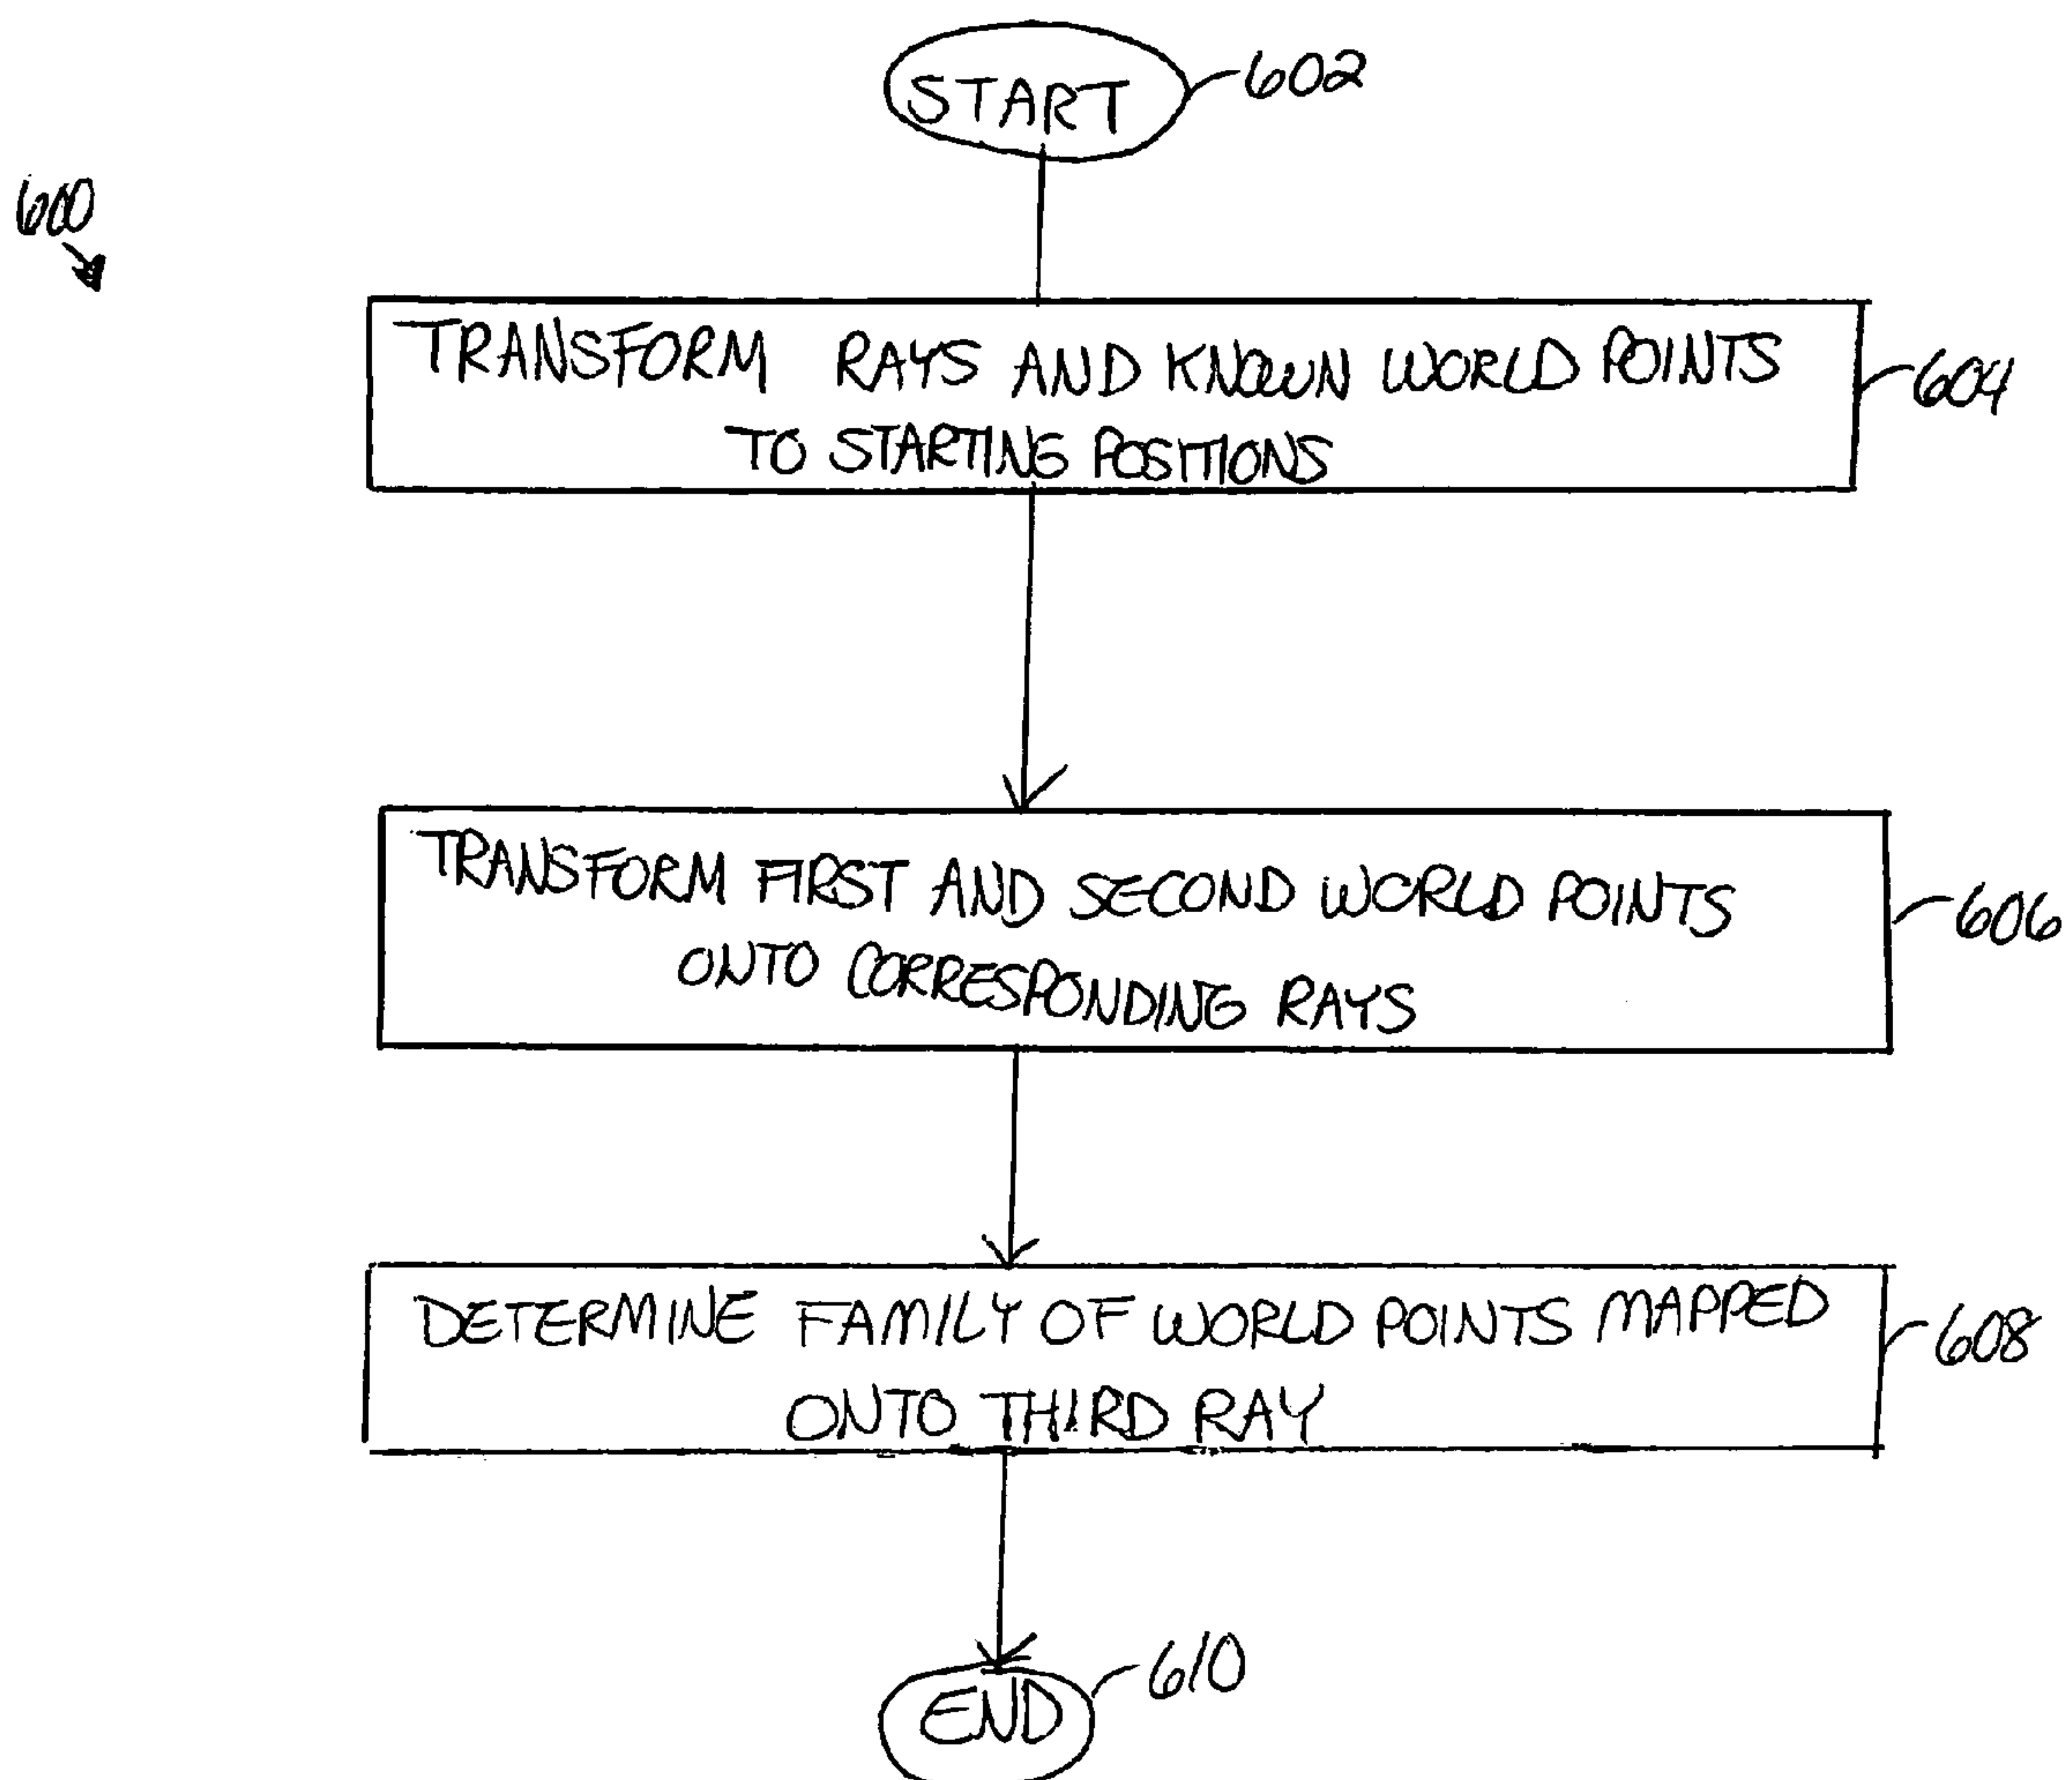 START
602
600
TRANSFORM RAYS AND KNOWN WORLD POINTS
TO STARTING POSITIONS
604
TRANSFORM FIRST AND SECOND WORLD POINTS
ONTO CORRESPONDING RAYS
606
DETERMINE FAMILY OF WORLD POINTS MAPPED
ONTO THIRD RAY
608
END
610